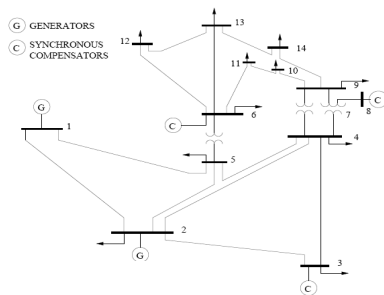 G GENERATORS
C SYNCHRONOUS
COMPENSATORS
13
12
14
11
10
9
G
C
C
8
6
7
1
4
5
2
G
3
C